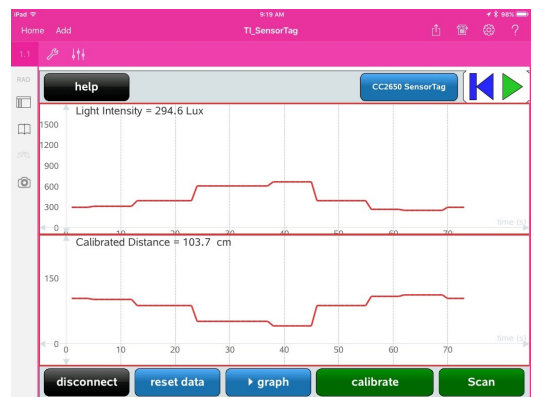 iPad 9:19 AM 98%
Home Add TI_SensorTag ?
1.1
RAD
help CC2650 SensorTag
Light Intensity = 294.6 Lux
1500
1200
900
600
300
0
10 20 30 40 50 60 70
time (s)
Calibrated Distance = 103.7 cm
150
0
0 10 20 30 40 50 60 70
time (s)
disconnect reset data graph calibrate Scan